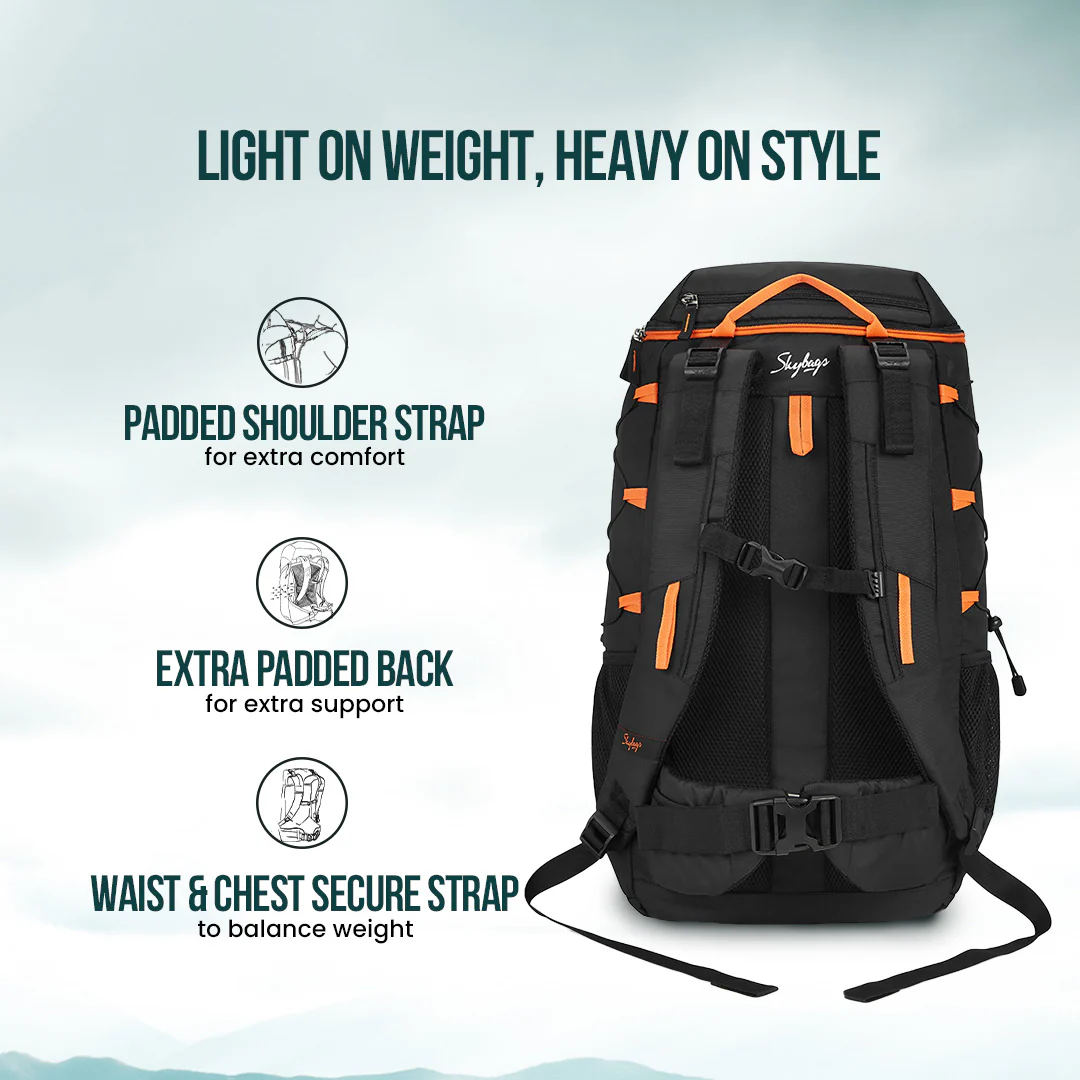 LIGHT ON WEIGHT, HEAVY ON STYLE
PADDED SHOULDER STRAP
for extra comfort
EXTRA PADDED BACK
for extra support
WAIST & CHEST SECURE STRAP
to balance weight
Skybags
Skybags